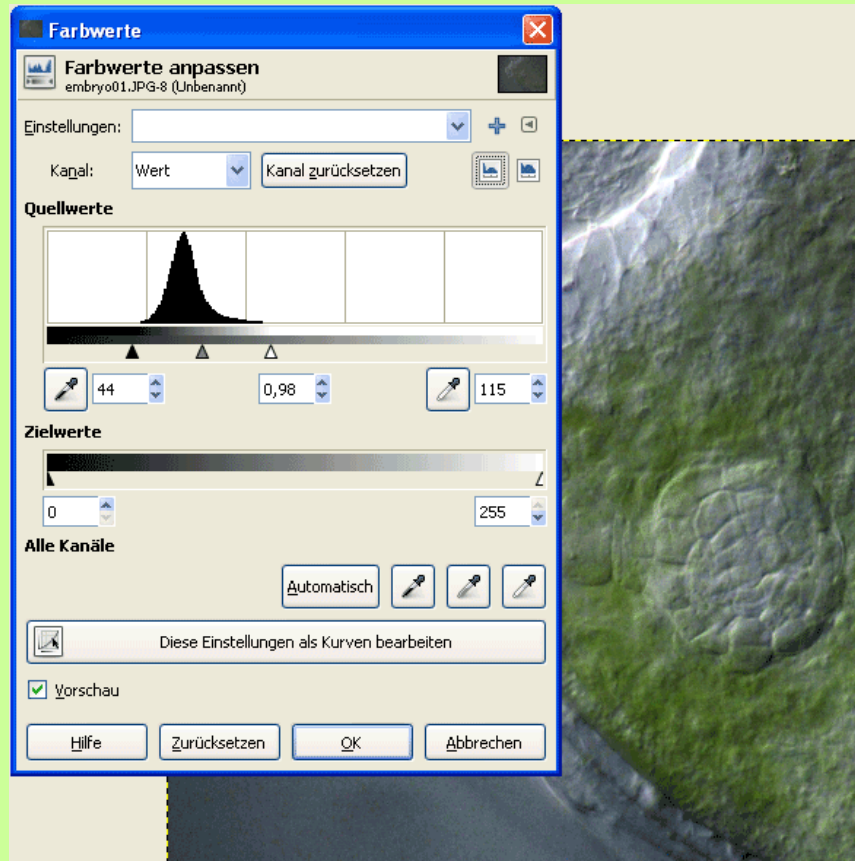 Farbwerte
Farbwerte anpassen
embryo01.JPG-8 (Unbenannt)
Einstellungen:
Kanal: Wert Kanal zurücksetzen
Quellwerte
44 0,98 115
Zielwerte
0 255
Alle Kanäle
Automatisch
Diese Einstellungen als Kurven bearbeiten
Vorschau
Hilfe Zurücksetzen OK Abbrechen